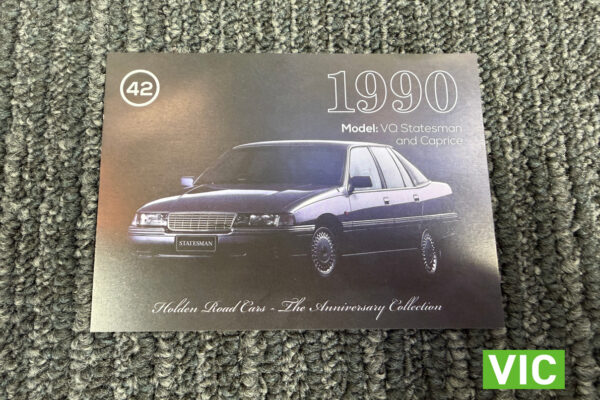 42
1990
Model: VQ Statesman
and Caprice
STATESMAN
Holden Road Cars - The Anniversary Collection
VIC